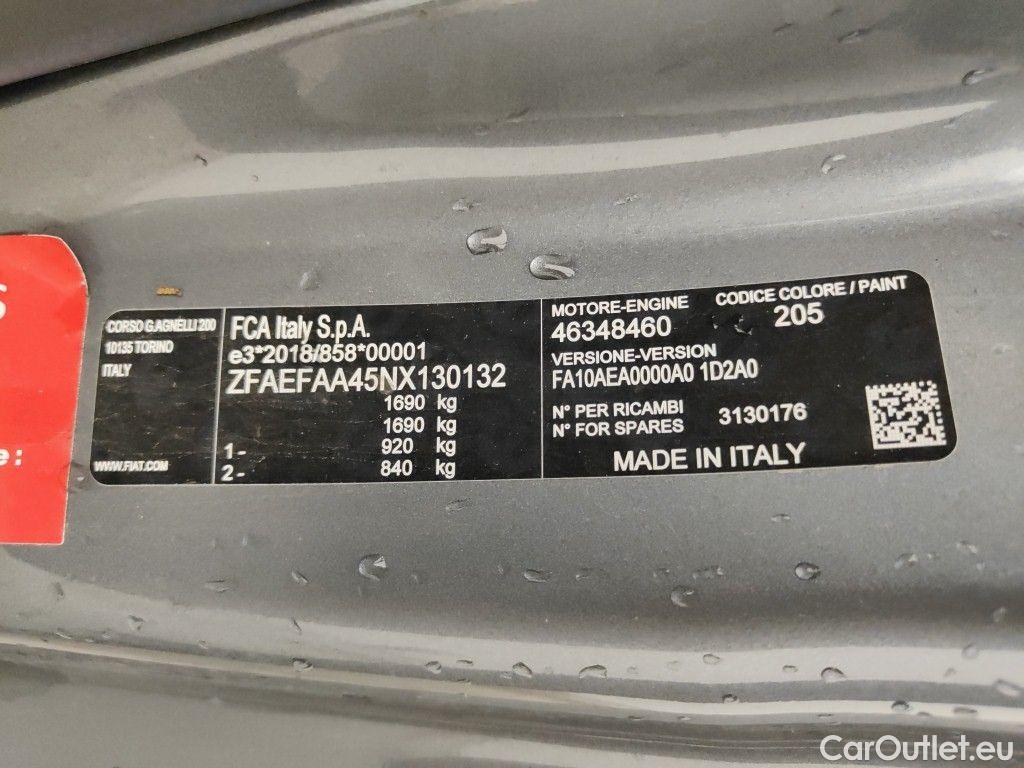 S
e :
CORSO G.AGNELLI 200
10135 TORINO
ITALY
WWW.FIAT.COM
FCA Italy S.p.A.
e3*2018/858*00001
ZFAEFAA45NX130132
1690 kg
1690 kg
1- 920 kg
2- 840 kg
MOTORE-ENGINE CODICE COLORE / PAINT
46348460 205
VERSIONE-VERSION
FA10AEA0000A0 1D2A0
N° PER RICAMBI
N° FOR SPARES 3130176
MADE IN ITALY
CarOutlet.eu